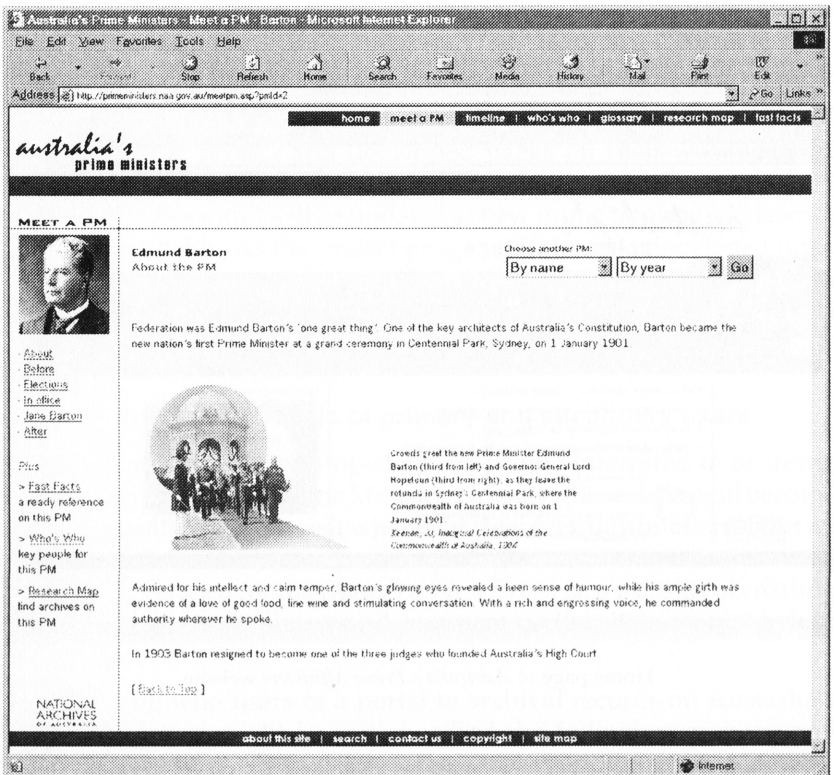 Australia's Prime Ministers - Meet a PM - Barton - Microsoft Internet Explorer
File Edit View Favorites Tools Help
Back Forward Stop Refresh Home Search Favorites Media History Mail Print Edit
Address http://primeministers.naa.gov.au/meetpm.asp?pmId=2 Go Links
home meet a PM timeline | who's who | glossary | research map | fast facts
australia's
prime ministers
MEET A PM
Edmund Barton
About the PM
Choose another PM:
By name By year Go
Federation was Edmund Barton's 'one great thing'. One of the key architects of Australia's Constitution, Barton became the
new nation's first Prime Minister at a grand ceremony in Centennial Park, Sydney, on 1 January 1901.
- About
- Before
- Elections
- In office
- Jane Barton
- After
Plus
> Fast Facts
a ready reference
on this PM
> Who's Who
key people for
this PM
> Research Map
find archives on
this PM
Crowds greet the new Prime Minister Edmund
Barton (third from left) and Governor General Lord
Hopetoun (third from right), as they leave the
rotunda in Sydney's Centennial Park, where the
Commonwealth of Australia was born on 1
January 1901.
Keenan, JJ, Inaugural Celebrations of the
Commonwealth of Australia, 1904
Admired for his intellect and calm temper, Barton's glowing eyes revealed a keen sense of humour, while his ample girth was
evidence of a love of good food, fine wine and stimulating conversation. With a rich and engrossing voice, he commanded
authority wherever he spoke.
In 1903 Barton resigned to become one of the three judges who founded Australia's High Court
[ Back to Top ]
NATIONAL
ARCHIVES
OF AUSTRALIA
about this site | search | contact us | copyright | site map
Internet